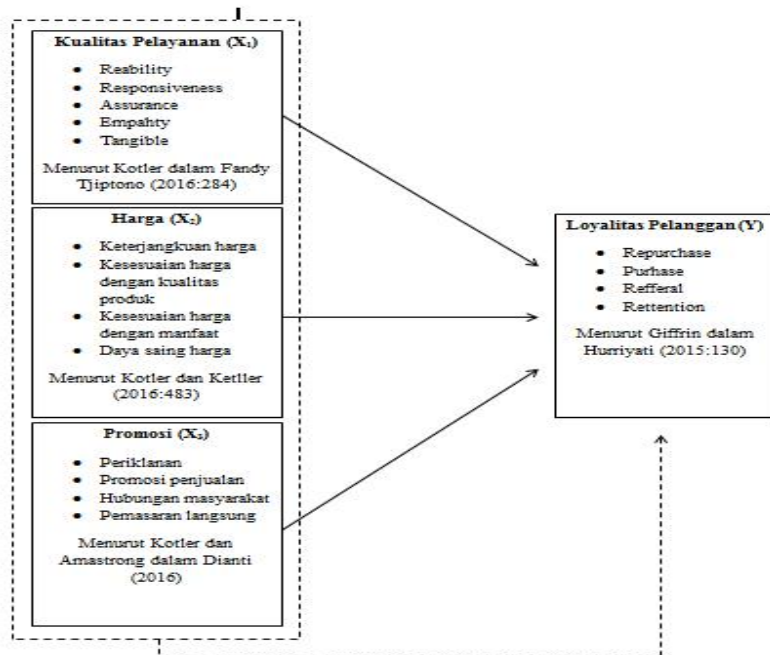 Kualitas Pelayanan (X₁)
• Reability
• Responsiveness
• Assurance
• Empahty
• Tangible
Menurut Kotler dalam Fandy
Tjiptono (2016:284)
Harga (X₂)
• Keterjangkuan harga
• Kesesuaian harga
dengan kualitas
produk
• Kesesuaian harga
dengan manfaat
• Daya saing harga
Menurut Kotler dan Ketller
(2016:483)
Promosi (X₃)
• Periklanan
• Promosi penjualan
• Hubungan masyarakat
• Pemasaran langsung
Menurut Kotler dan
Amastrong dalam Dianti
(2016)
Loyalitas Pelanggan (Y)
• Repurchase
• Purhase
• Refferal
• Rettention
Menurut Giffrin dalam
Hurriyati (2015:130)